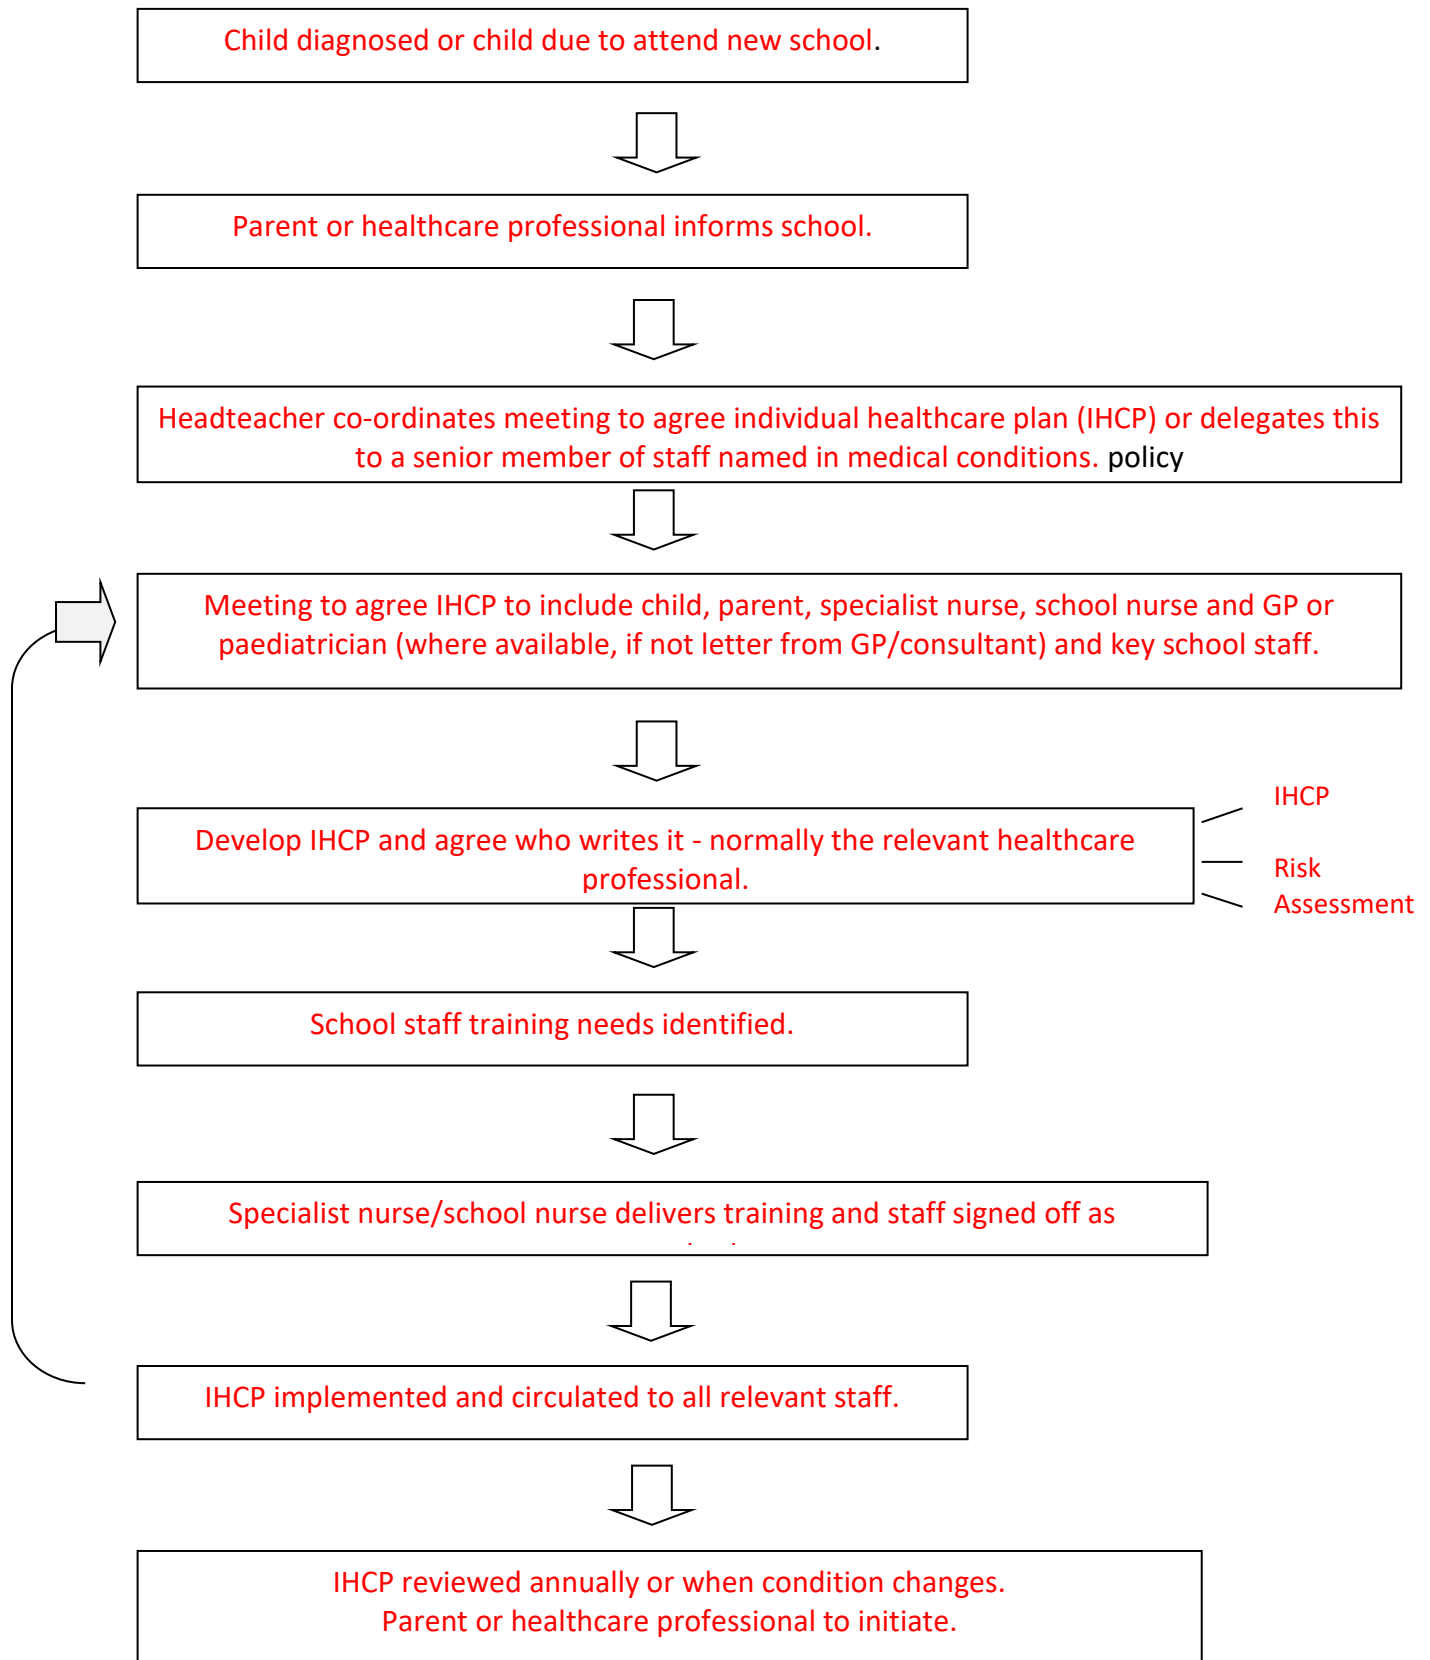 Child diagnosed or child due to attend new school.
Parent or healthcare professional informs school.
Headteacher co-ordinates meeting to agree individual healthcare plan (IHCP) or delegates this
to a senior member of staff named in medical conditions. policy
Meeting to agree IHCP to include child, parent, specialist nurse, school nurse and GP or
paediatrician (where available, if not letter from GP/consultant) and key school staff.
Develop IHCP and agree who writes it - normally the relevant healthcare
professional.
IHCP
Risk
Assessment
School staff training needs identified.
Specialist nurse/school nurse delivers training and staff signed off as
IHCP implemented and circulated to all relevant staff.
IHCP reviewed annually or when condition changes.
Parent or healthcare professional to initiate.